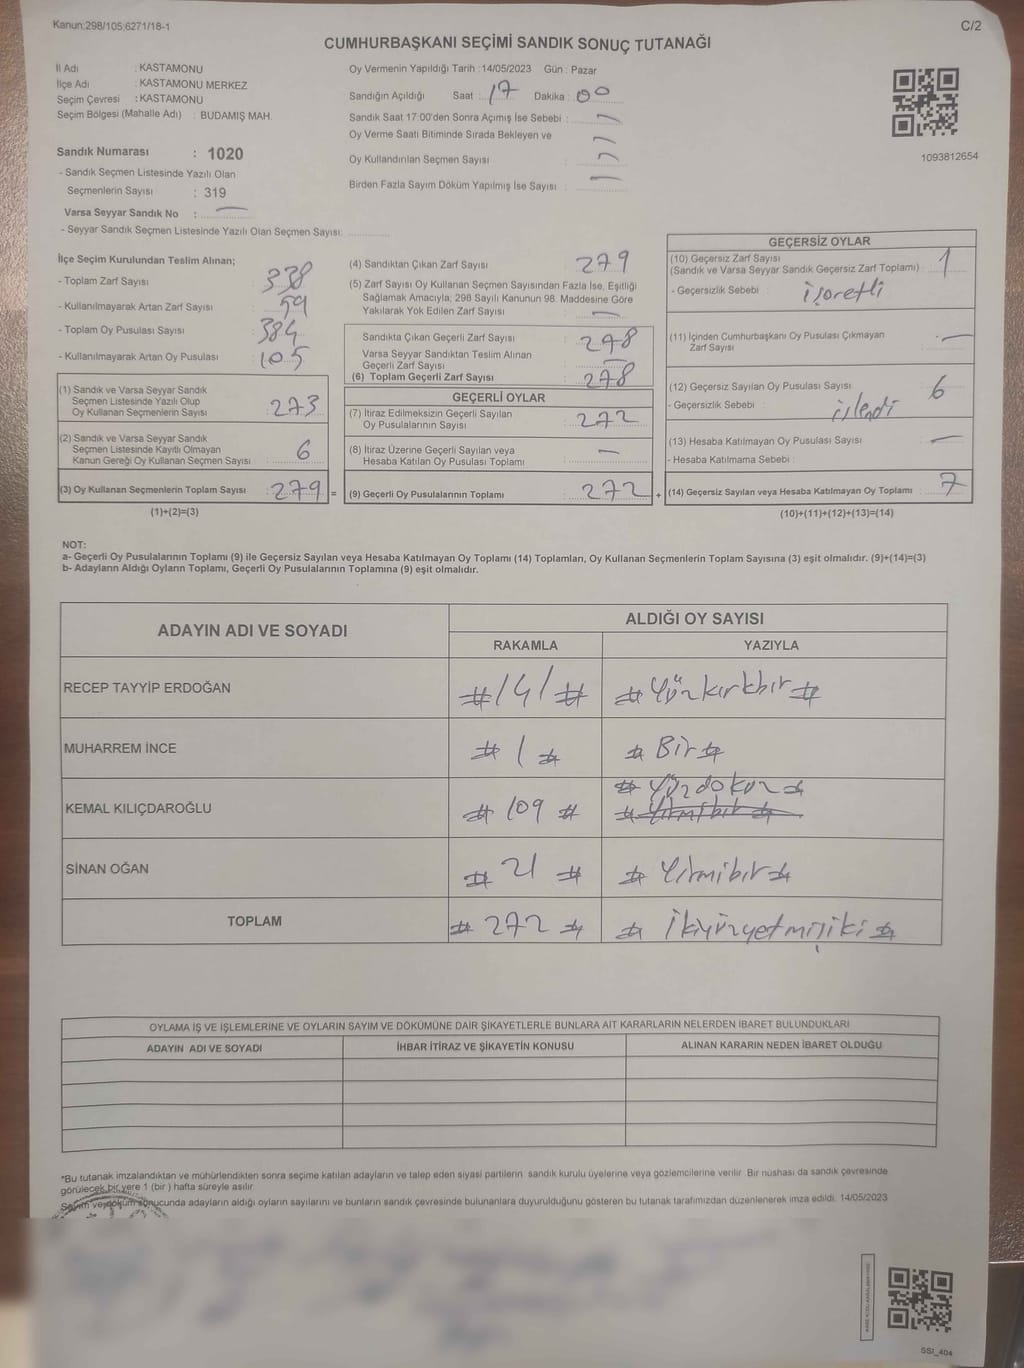 Kanun:298/105;6271/18-1
C/2
CUMHURBAŞKANI SEÇİMİ SANDIK SONUÇ TUTANAĞI
İl Adı : KASTAMONU
İlçe Adı : KASTAMONU MERKEZ
Seçim Çevresi : KASTAMONU
Seçim Bölgesi (Mahalle Adı) : BUDAMIŞ MAH.
Sandık Numarası : 1020
- Sandık Seçmen Listesinde Yazılı Olan
Seçmenlerin Sayısı : 319
Varsa Seyyar Sandık No : —
- Seyyar Sandık Seçmen Listesinde Yazılı Olan Seçmen Sayısı:
Oy Vermenin Yapıldığı Tarih :14/05/2023 Gün : Pazar
Sandığın Açıldığı Saat : 17 Dakika : 00
Sandık Saat 17:00'den Sonra Açımış İse Sebebi : —
Oy Verme Saati Bitiminde Sırada Bekleyen ve —
Oy Kullandırılan Seçmen Sayısı : —
Birden Fazla Sayım Döküm Yapılmış İse Sayısı : —
1093812654
İlçe Seçim Kurulundan Teslim Alınan;
- Toplam Zarf Sayısı : 338
- Kullanılmayarak Artan Zarf Sayısı : 59
- Toplam Oy Pusulası Sayısı : 384
- Kullanılmayarak Artan Oy Pusulası : 105
(1) Sandık ve Varsa Seyyar Sandık
Seçmen Listesinde Yazılı Olup
Oy Kullanan Seçmenlerin Sayısı : 273
(2) Sandık ve Varsa Seyyar Sandık
Seçmen Listesinde Kayıtlı Olmayan
Kanun Gereği Oy Kullanan Seçmen Sayısı : 6
(3) Oy Kullanan Seçmenlerin Toplam Sayısı : 279 =
(1)+(2)=(3)
(4) Sandıktan Çıkan Zarf Sayısı : 279
(5) Zarf Sayısı Oy Kullanan Seçmen Sayısından Fazla İse, Eşitliği
Sağlamak Amacıyla; 298 Sayılı Kanunun 98. Maddesine Göre
Yakılarak Yok Edilen Zarf Sayısı : —
Sandıkta Çıkan Geçerli Zarf Sayısı : 278
Varsa Seyyar Sandıktan Teslim Alınan
Geçerli Zarf Sayısı : —
(6) Toplam Geçerli Zarf Sayısı : 278
GEÇERLİ OYLAR
(7) İtiraz Edilmeksizin Geçerli Sayılan
Oy Pusulalarının Sayısı : 272
(8) İtiraz Üzerine Geçerli Sayılan veya
Hesaba Katılan Oy Pusulası Toplamı : —
(9) Geçerli Oy Pusulalarının Toplamı : 272 +
GEÇERSİZ OYLAR
(10) Geçersiz Zarf Sayısı
(Sandık ve Varsa Seyyar Sandık Geçersiz Zarf Toplamı) : 1
- Geçersizlik Sebebi : işaretli
(11) İçinden Cumhurbaşkanı Oy Pusulası Çıkmayan
Zarf Sayısı : —
(12) Geçersiz Sayılan Oy Pusulası Sayısı : 6
- Geçersizlik Sebebi : işlendi
(13) Hesaba Katılmayan Oy Pusulası Sayısı : —
- Hesaba Katılmama Sebebi :
(14) Geçersiz Sayılan veya Hesaba Katılmayan Oy Toplamı : 7
(10)+(11)+(12)+(13)=(14)
NOT:
a- Geçerli Oy Pusulalarının Toplamı (9) ile Geçersiz Sayılan veya Hesaba Katılmayan Oy Toplamı (14) Toplamları, Oy Kullanan Seçmenlerin Toplam Sayısına (3) eşit olmalıdır. (9)+(14)=(3)
b- Adayların Aldığı Oyların Toplamı, Geçerli Oy Pusulalarının Toplamına (9) eşit olmalıdır.
ADAYIN ADI VE SOYADI
ALDIĞI OY SAYISI
RAKAMLA YAZIYLA
RECEP TAYYİP ERDOĞAN #141# #Yüzkırkbir#
MUHARREM İNCE #1# #Bir#
KEMAL KILIÇDAROĞLU #109# #Yüzdokuz#
#Yirmibir#
SİNAN OĞAN #21# #Yirmibir#
TOPLAM #272# #İkiyüzyetmişiki#
OYLAMA İŞ VE İŞLEMLERİNE VE OYLARIN SAYIM VE DÖKÜMÜNE DAİR ŞİKAYETLERLE BUNLARA AİT KARARLARIN NELERDEN İBARET BULUNDUKLARI
ADAYIN ADI VE SOYADI İHBAR İTİRAZ VE ŞİKAYETİN KONUSU ALINAN KARARIN NEDEN İBARET OLDUĞU
*Bu tutanak imzalandıktan ve mühürlendikten sonra seçime katılan adayların ve talep eden siyasi partilerin sandık kurulu üyelerine veya gözlemcilerine verilir. Bir nüshası da sandık çevresinde
görülecek bir yere 1 (bir ) hafta süreyle asılır.
Sayım ve döküm sonucunda adayların aldığı oyların sayılarını ve bunların sandık çevresinde bulunanlara duyurulduğunu gösteren bu tutanak tarafımızdan düzenlenerek imza edildi. 14/05/2023
SSI_404